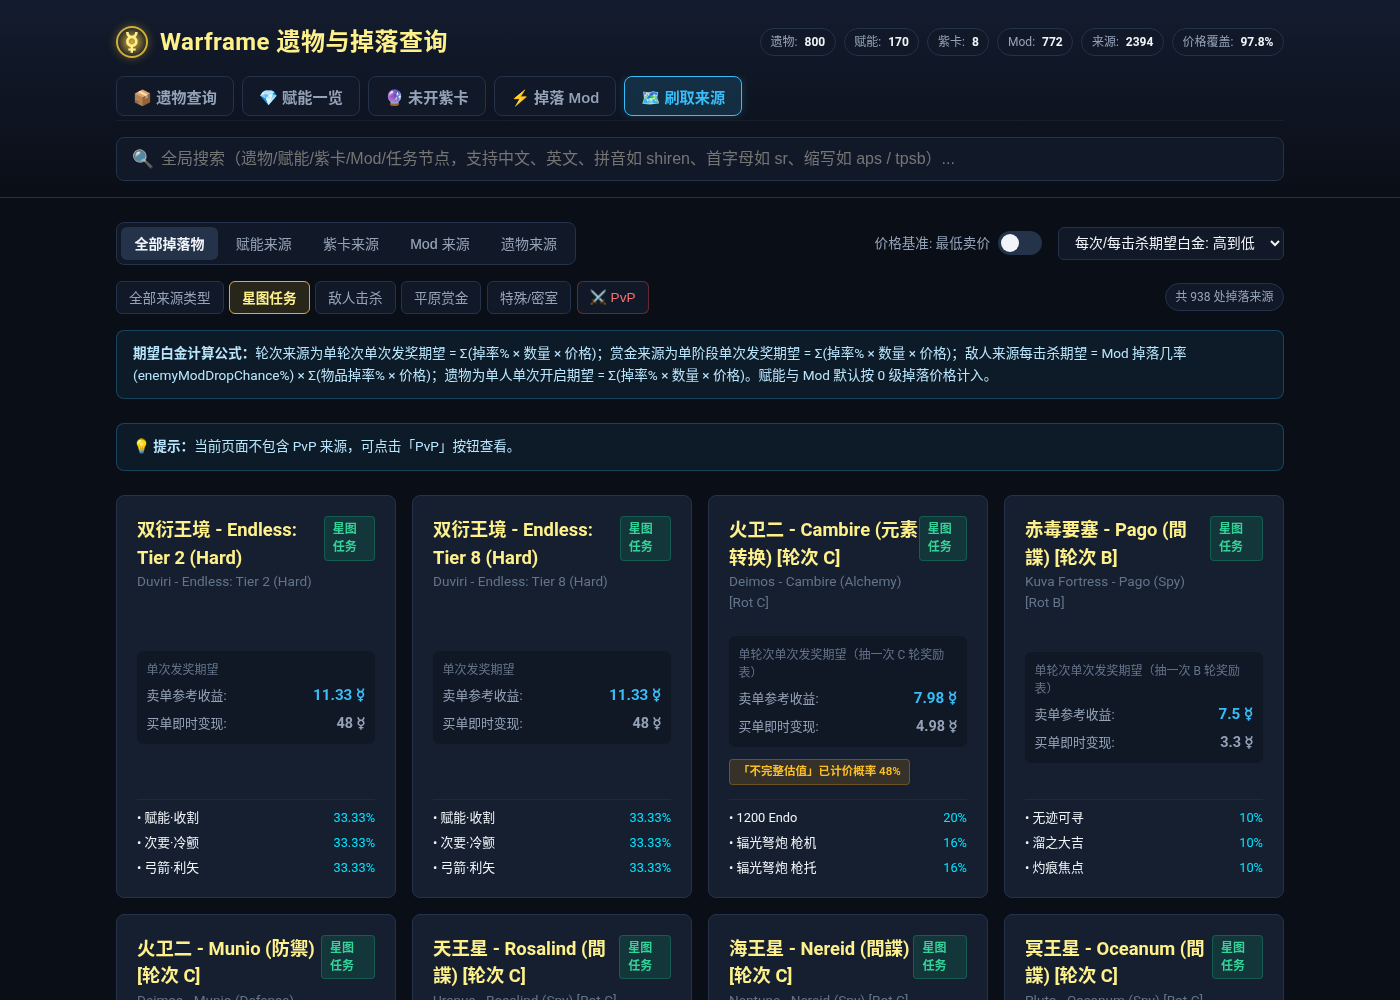 Warframe 遗物与掉落查询
遗物: 800
赋能: 170
紫卡: 8
Mod: 772
来源: 2394
价格覆盖: 97.8%
📦 遗物查询
💎 赋能一览
🔮 未开紫卡
⚡ 掉落 Mod
🗺️ 刷取来源
🔍 全局搜索（遗物/赋能/紫卡/Mod/任务节点，支持中文、英文、拼音如 shiren、首字母如 sr、缩写如 aps / tpsb）...
全部掉落物
赋能来源
紫卡来源
Mod 来源
遗物来源
价格基准: 最低卖价
每次/每击杀期望白金: 高到低
全部来源类型
星图任务
敌人击杀
平原赏金
特殊/密室
⚔️ PvP
共 938 处掉落来源
期望白金计算公式：轮次来源为单轮次单次发奖期望 = Σ(掉率% × 数量 × 价格)；赏金来源为单阶段单次发奖期望 = Σ(掉率% × 数量 × 价格)；敌人来源每击杀期望 = Mod 掉落几率
(enemyModDropChance%) × Σ(物品掉率% × 价格)；遗物为单人单次开启期望 = Σ(掉率% × 数量 × 价格)。赋能与 Mod 默认按 0 级掉落价格计入。
💡 提示：当前页面不包含 PvP 来源，可点击「PvP」按钮查看。
双衍王境 - Endless:
Tier 2 (Hard)
星图
任务
Duviri - Endless: Tier 2 (Hard)
单次发奖期望
卖单参考收益: 11.33 ☿
买单即时变现: 48 ☿
• 赋能·收割 33.33%
• 次要·冷颤 33.33%
• 弓箭·利矢 33.33%
双衍王境 - Endless:
Tier 8 (Hard)
星图
任务
Duviri - Endless: Tier 8 (Hard)
单次发奖期望
卖单参考收益: 11.33 ☿
买单即时变现: 48 ☿
• 赋能·收割 33.33%
• 次要·冷颤 33.33%
• 弓箭·利矢 33.33%
火卫二 - Cambire (元素
转换) [轮次 C]
星图
任务
Deimos - Cambire (Alchemy)
[Rot C]
单轮次单次发奖期望（抽一次 C 轮奖励
表）
卖单参考收益: 7.98 ☿
买单即时变现: 4.98 ☿
「不完整估值」已计价概率 48%
• 1200 Endo 20%
• 辐光弩炮 枪机 16%
• 辐光弩炮 枪托 16%
赤毒要塞 - Pago (間
諜) [轮次 B]
星图
任务
Kuva Fortress - Pago (Spy)
[Rot B]
单轮次单次发奖期望（抽一次 B 轮奖励
表）
卖单参考收益: 7.5 ☿
买单即时变现: 3.3 ☿
• 无迹可寻 10%
• 溜之大吉 10%
• 灼痕焦点 10%
火卫二 - Munio (防禦)
[轮次 C]
星图
任务
Deimos - Munio (Defense)
天王星 - Rosalind (間
諜) [轮次 C]
星图
任务
Uranus - Rosalind (Spy) [Rot C]
海王星 - Nereid (間諜)
[轮次 C]
星图
任务
Neptune - Nereid (Spy) [Rot C]
冥王星 - Oceanum (間
諜) [轮次 C]
星图
任务
Pluto - Oceanum (Spy) [Rot C]